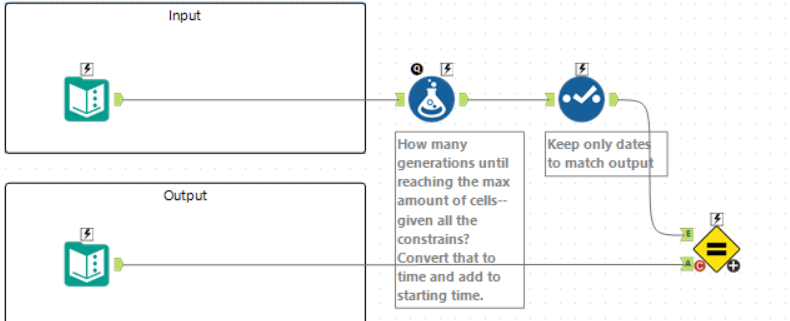 Input
Q
How many
generations until
reaching the max
amount of cells--
given all the
constrains?
Convert that to
time and add to
starting time.
Keep only dates
to match output
Output
E
A
C